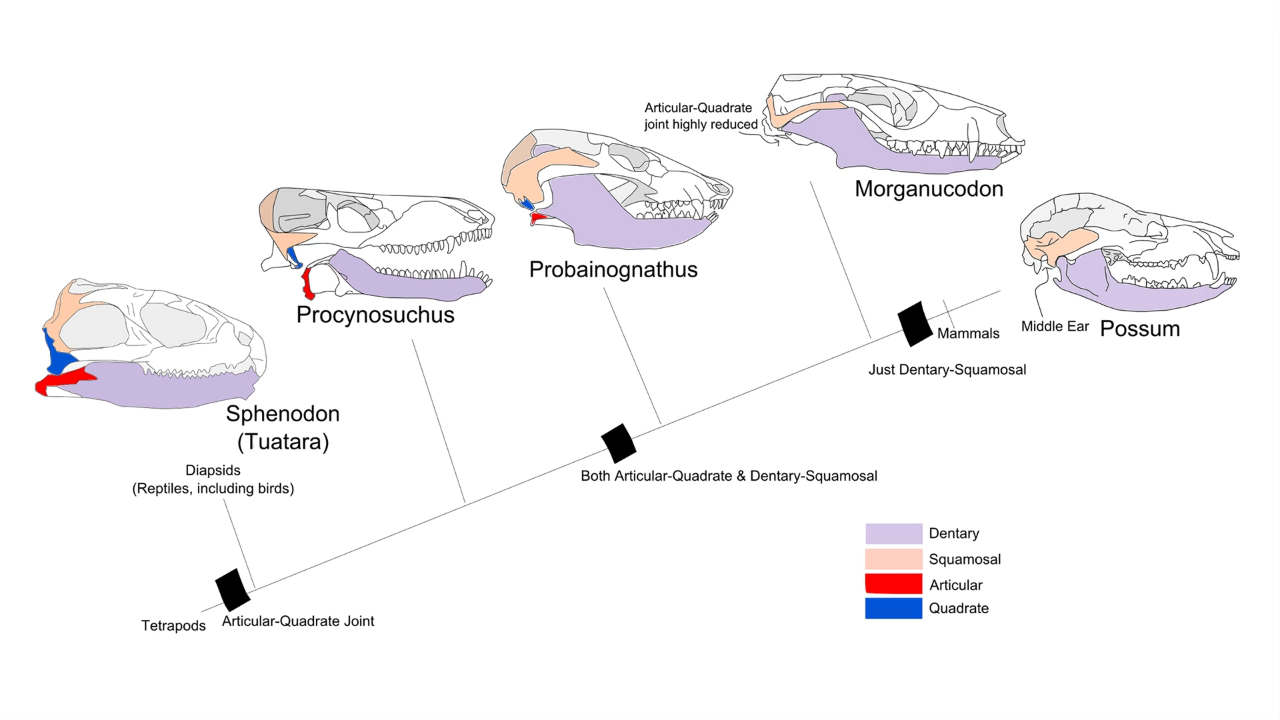 Articular-Quadrate
joint highly reduced
Morganucodon
Probainognathus
Procynosuchus
Middle Ear
Possum
Mammals
Just Dentary-Squamosal
Sphenodon
(Tuatara)
Diapsids
(Reptiles, including birds)
Both Articular-Quadrate & Dentary-Squamosal
Dentary
Squamosal
Articular
Quadrate
Tetrapods
Articular-Quadrate Joint